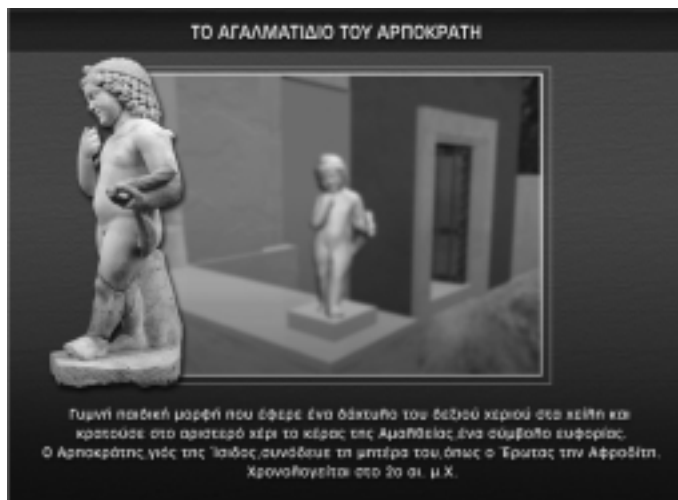 ΤΟ ΑΓΑΛΜΑΤΙΔΙΟ ΤΟΥ ΑΡΠΟΚΡΑΤΗ
Γυμνή παιδική μορφή που έφερε ένα δάχτυλο του δεξιού χεριού στα χείλη και
κρατούσε στο αριστερό χέρι το κέρας της Αμαλθείας,ένα σύμβολο ευφορίας.
Ο Αρποκράτης,γιός της Ίσιδος,συνόδευε τη μητέρα του,όπως ο Έρωτας την Αφροδίτη.
Χρονολογείται στο 2ο αι. μ.Χ.